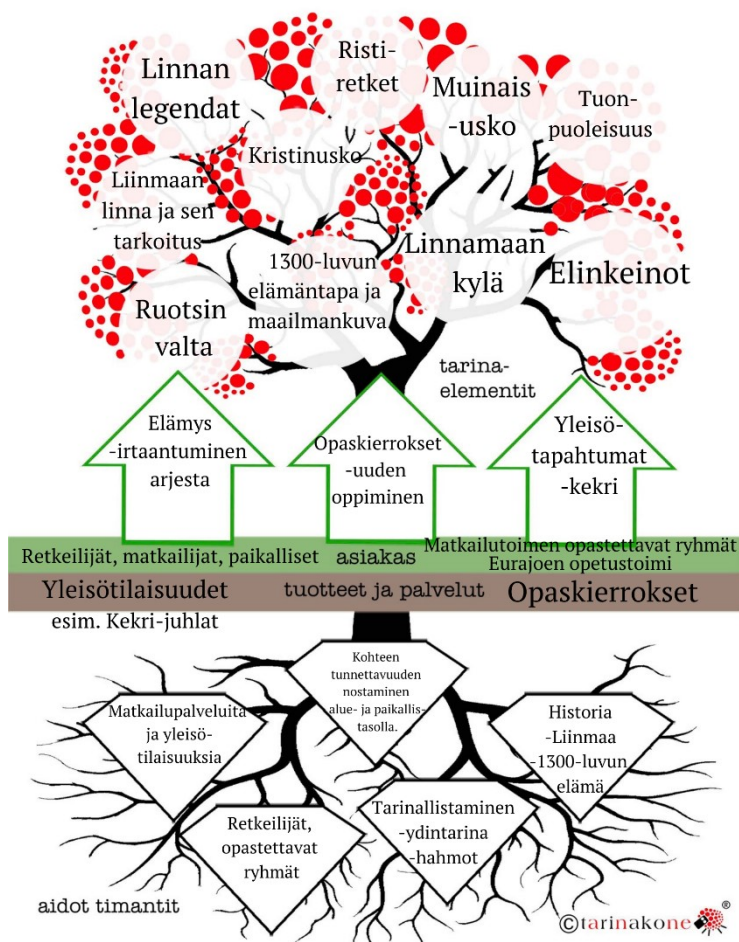 Linnan
legendat
Risti-
retket
Muinais
-usko
Tuon-
puoleisuus
Kristinusko
Liinmaan
linna ja sen
tarkoitus
1300-luvun
elämäntapa ja
maailmankuva
Linnamaan
kylä
Elinkeinot
Ruotsin
valta
tarina-
elementit
Elämys
-irtaantuminen
arjesta
Opaskierrokset
-uuden
oppiminen
Yleisö-
tapahtumat
-kekri
Retkeilijät, matkailijat, paikalliset
asiakas
Matkailutoimen opastettavat ryhmät
Eurajoen opetustoimi
Yleisötilaisuudet
esim. Kekri-juhlat
tuotteet ja palvelut
Opaskierrokset
Kohteen
tunnettavuuden
nostaminen
alue- ja paikallis-
tasolla.
Matkailupalveluita
ja yleisö-
tilaisuuksia
Historia
-Liinmaa
-1300-luvun
elämä
Retkeilijät,
opastettavat
ryhmät
Tarinallistaminen
-ydintarina
-hahmot
aidot timantit
©tarinakone®